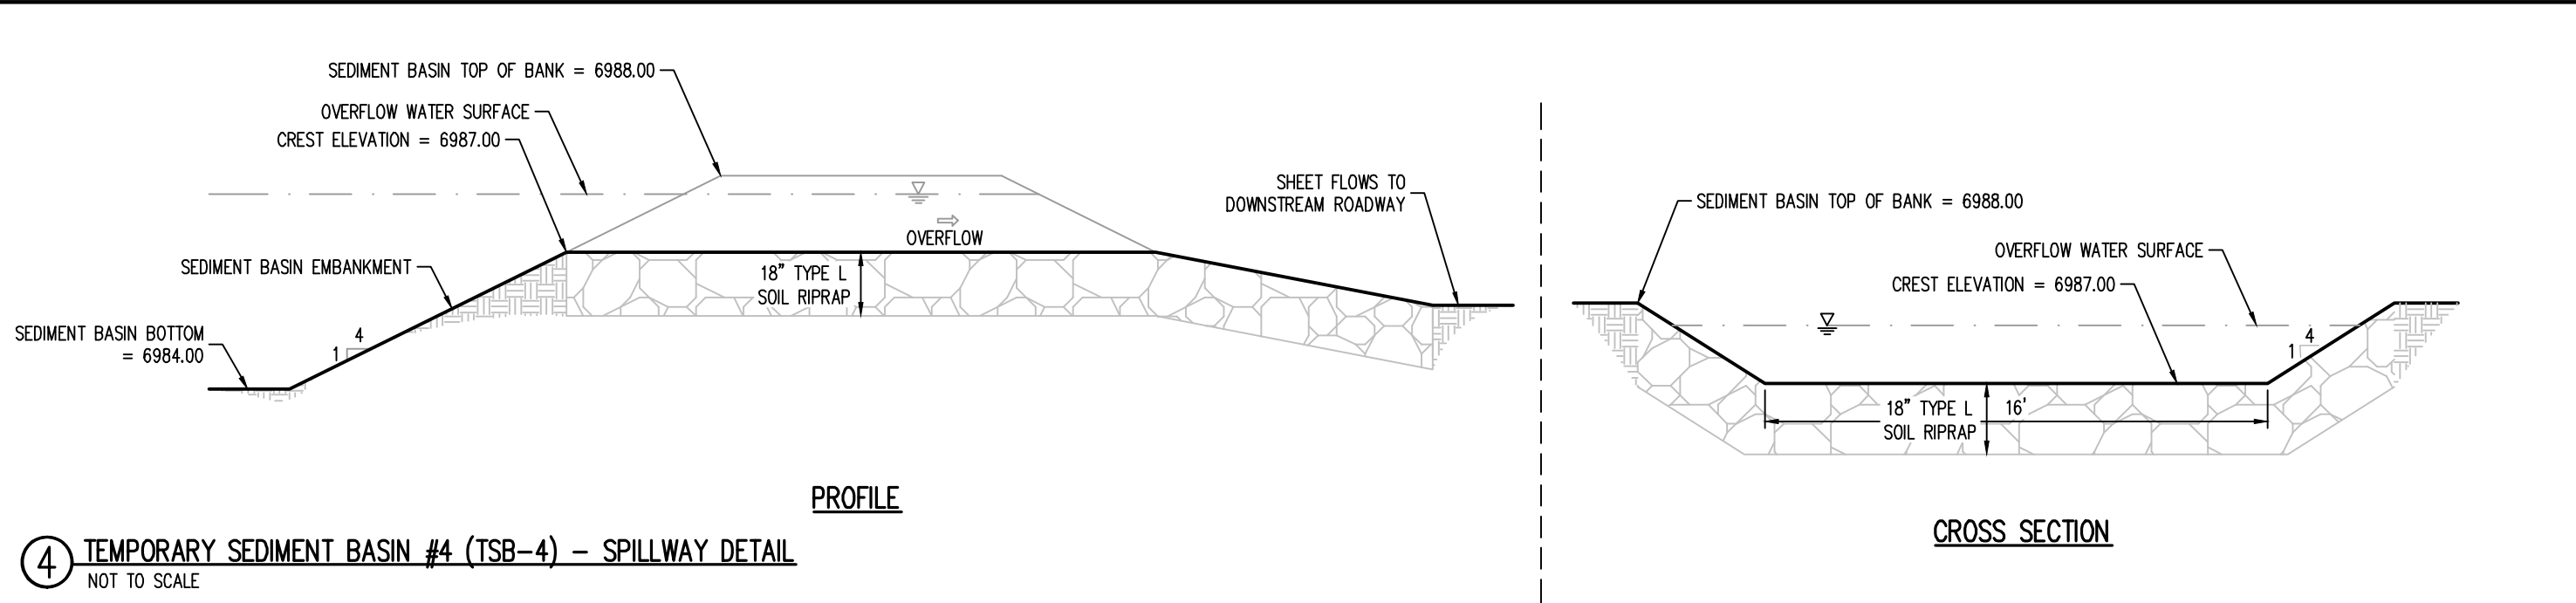 SEDIMENT BASIN TOP OF BANK = 6988.00
OVERFLOW WATER SURFACE
CREST ELEVATION = 6987.00
SEDIMENT BASIN EMBANKMENT
SEDIMENT BASIN BOTTOM
= 6984.00
4
1
OVERFLOW
18" TYPE L
SOIL RIPRAP
SHEET FLOWS TO
DOWNSTREAM ROADWAY
PROFILE
SEDIMENT BASIN TOP OF BANK = 6988.00
OVERFLOW WATER SURFACE
CREST ELEVATION = 6987.00
4
1
18" TYPE L
SOIL RIPRAP
16'
CROSS SECTION
4 TEMPORARY SEDIMENT BASIN #4 (TSB-4) - SPILLWAY DETAIL
NOT TO SCALE